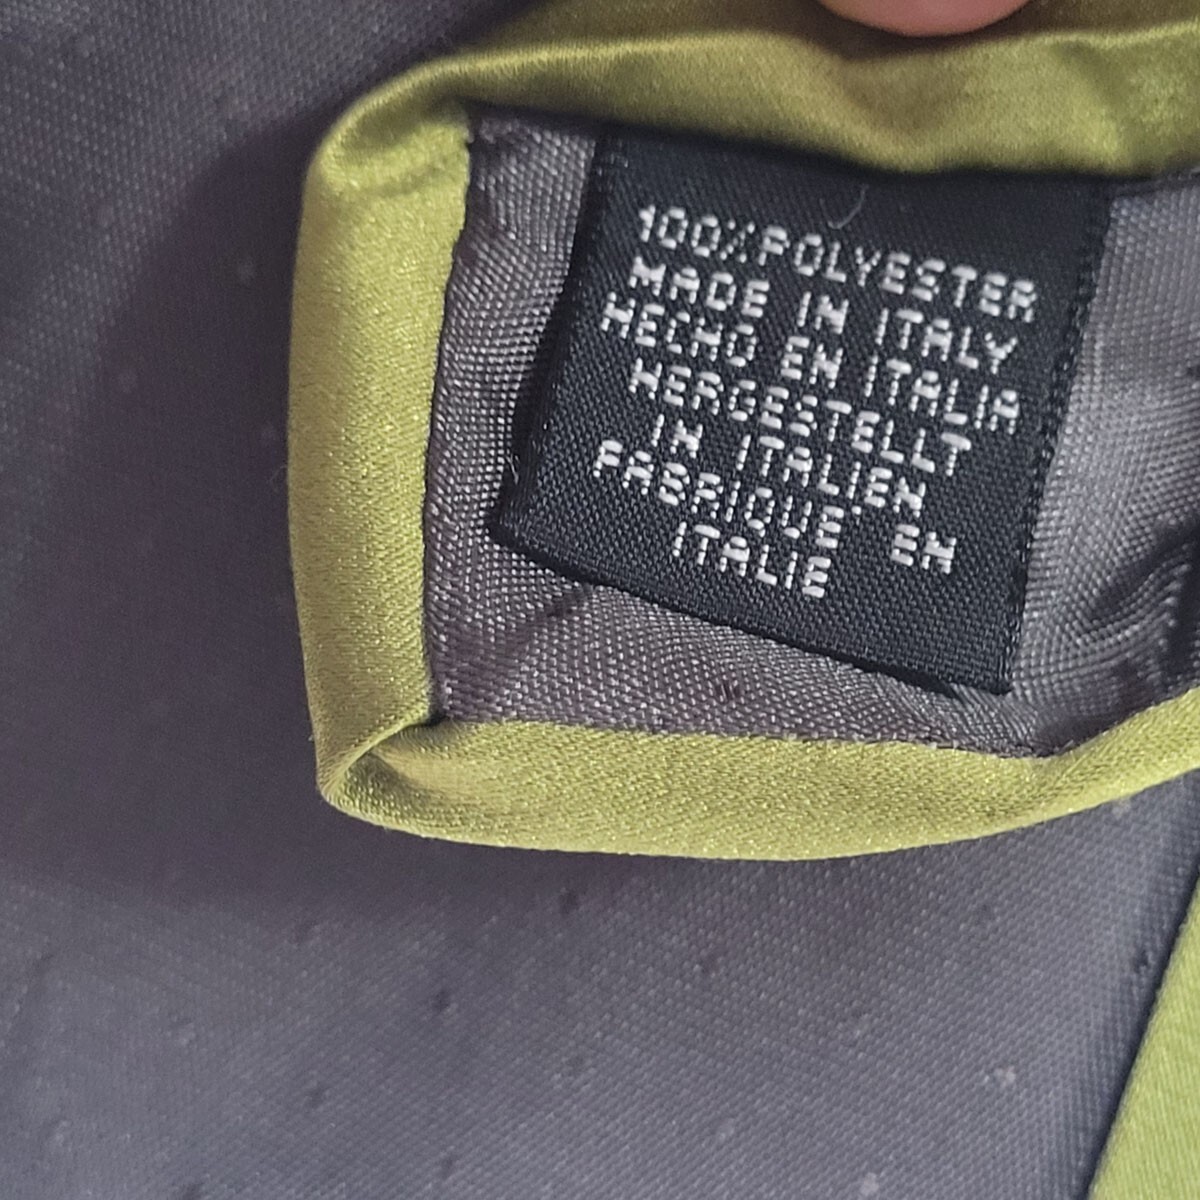 100%POLYESTER
MADE IN ITALY
HECHO EN ITALIA
HERGESTELLT
IN ITALIEN
FABRIQUE' EN
ITALIE